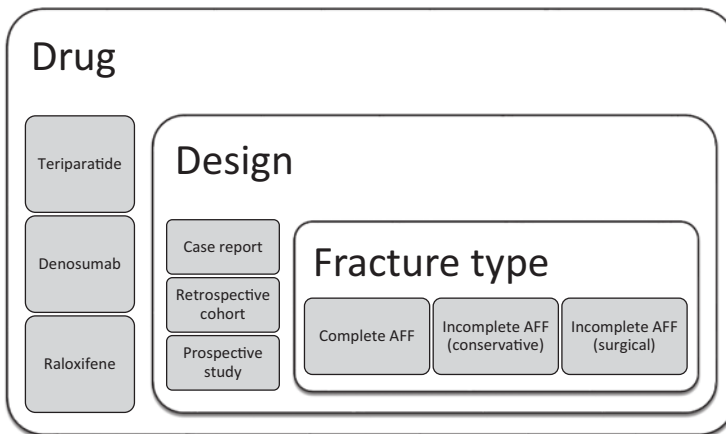 Drug
Teriparatide
Denosumab
Raloxifene
Design
Case report
Retrospective
cohort
Prospective
study
Fracture type
Complete AFF
Incomplete AFF
(conservative)
Incomplete AFF
(surgical)